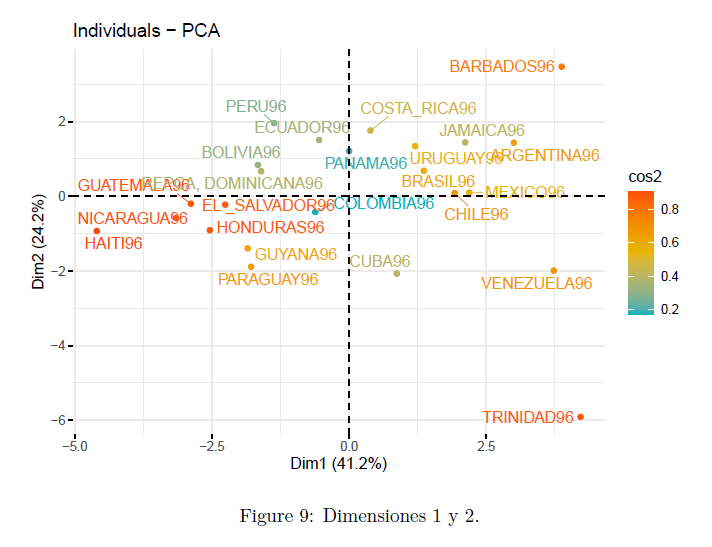 Individuals − PCA
BARBADOS96
PERU96
COSTA_RICA96
ECUADOR96
JAMAICA96
BOLIVIA96
PANAMA96
URUGUAY96
ARGENTINA96
GUATEMALA96
REPCA, DOMINICANA96
BRASIL96
MEXICO96
NICARAGUA96
EL_SALVADOR96
COLOMBIA96
CHILE96
HAITI96
HONDURAS96
GUYANA96
CUBA96
PARAGUAY96
VENEZUELA96
TRINIDAD96
2
0
−2
−4
−6
Dim2 (24.2%)
−5.0
−2.5
0.0
2.5
Dim1 (41.2%)
cos2
0.8
0.6
0.4
0.2
Figure 9: Dimensiones 1 y 2.